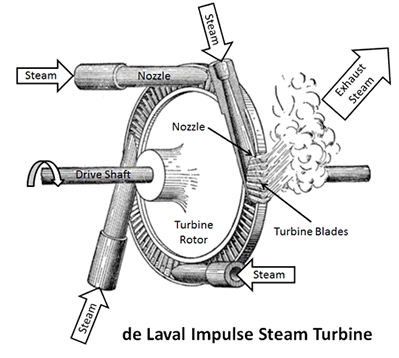 Steam
Exhaust
Steam
Steam
Nozzle
Nozzle
Drive Shaft
Turbine
Rotor
Turbine Blades
Steam
Steam
de Laval Impulse Steam Turbine